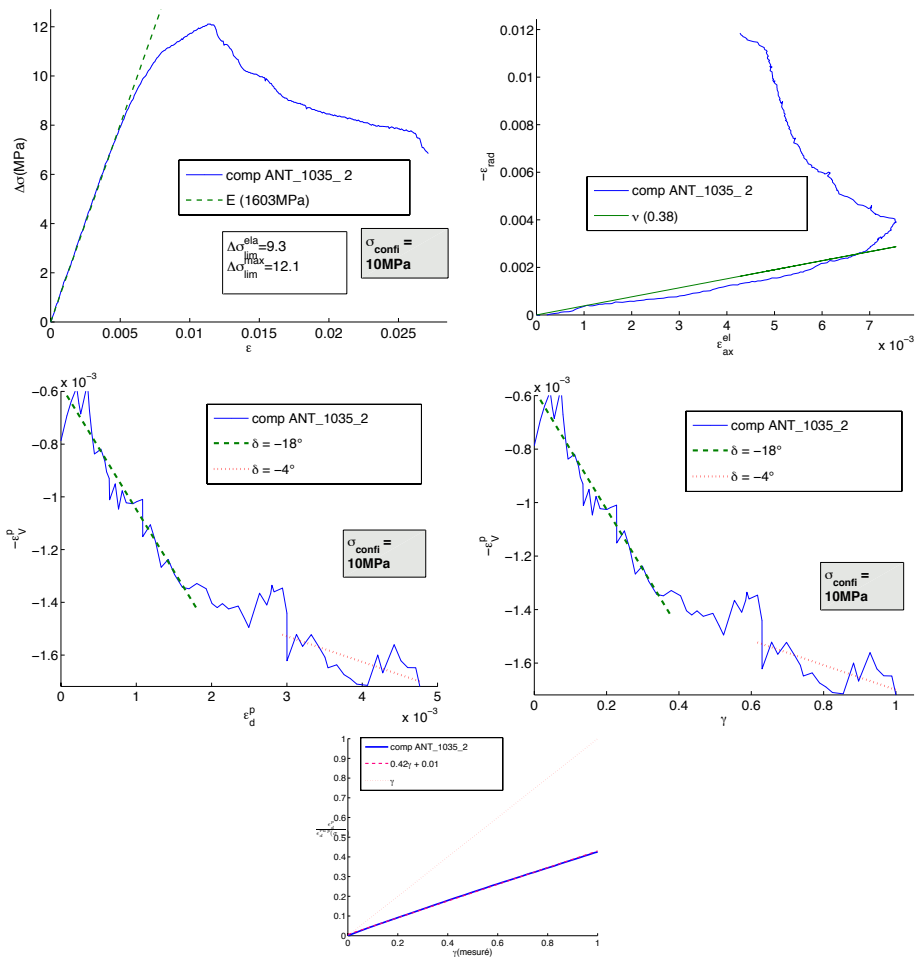 12
10
8
6
4
2
0
Δσ(MPa)
comp ANT_1035_ 2
E (1603MPa)
Δσ^ela_lim=9.3
Δσ^max_lim=12.1
σ_confi =
10MPa
0 0.005 0.01 0.015 0.02 0.025
ε
0.012
0.01
0.008
0.006
0.004
0.002
0
−ε_rad
comp ANT_1035_ 2
ν (0.38)
0 1 2 3 4 5 6 7
ε^el_ax
x 10^−3
x 10^−3
−0.6
−0.8
−1
−1.2
−1.4
−1.6
−ε^p_V
comp ANT_1035_2
δ = −18°
δ = −4°
σ_confi =
10MPa
0 1 2 3 4 5
ε^p_d
x 10^−3
x 10^−3
−0.6
−0.8
−1
−1.2
−1.4
−1.6
−ε^p_V
comp ANT_1035_2
δ = −18°
δ = −4°
σ_confi =
10MPa
0 0.2 0.4 0.6 0.8 1
γ
1
0.9
0.8
0.7
0.6
0.5
0.4
0.3
0.2
0.1
0
comp ANT_1035_2
0.42γ + 0.01
γ
0 0.2 0.4 0.6 0.8 1
γ(mesuré)